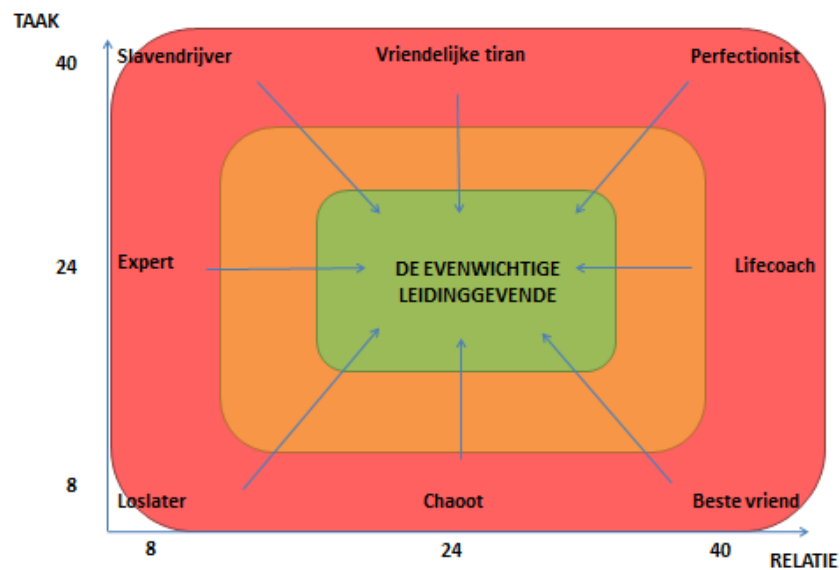 TAAK
40
Slavendrijver
Vriendelijke tiran
Perfectionist
24
Expert
DE EVENWICHTIGE
LEIDINGGEVENDE
Lifecoach
8
Loslater
Chaoot
Beste vriend
8
24
40
RELATIE